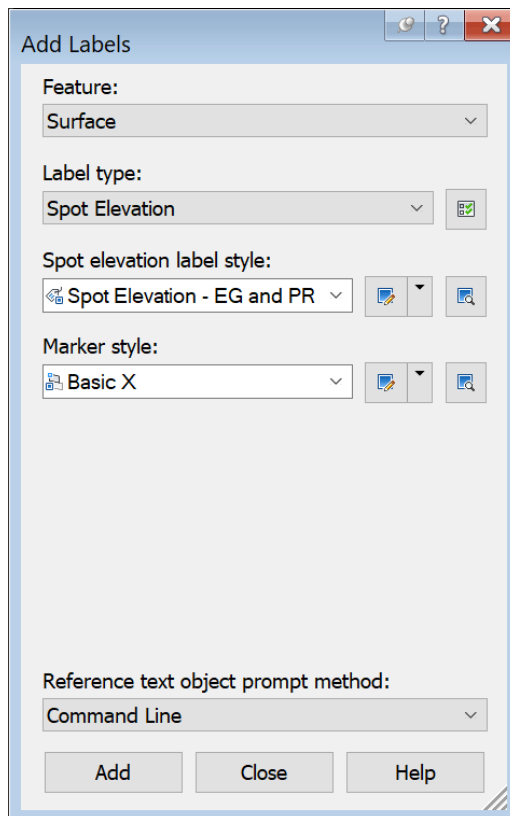 Add Labels
Feature:
Surface
Label type:
Spot Elevation
Spot elevation label style:
Spot Elevation - EG and PR
Marker style:
Basic X
Reference text object prompt method:
Command Line
Add Close Help